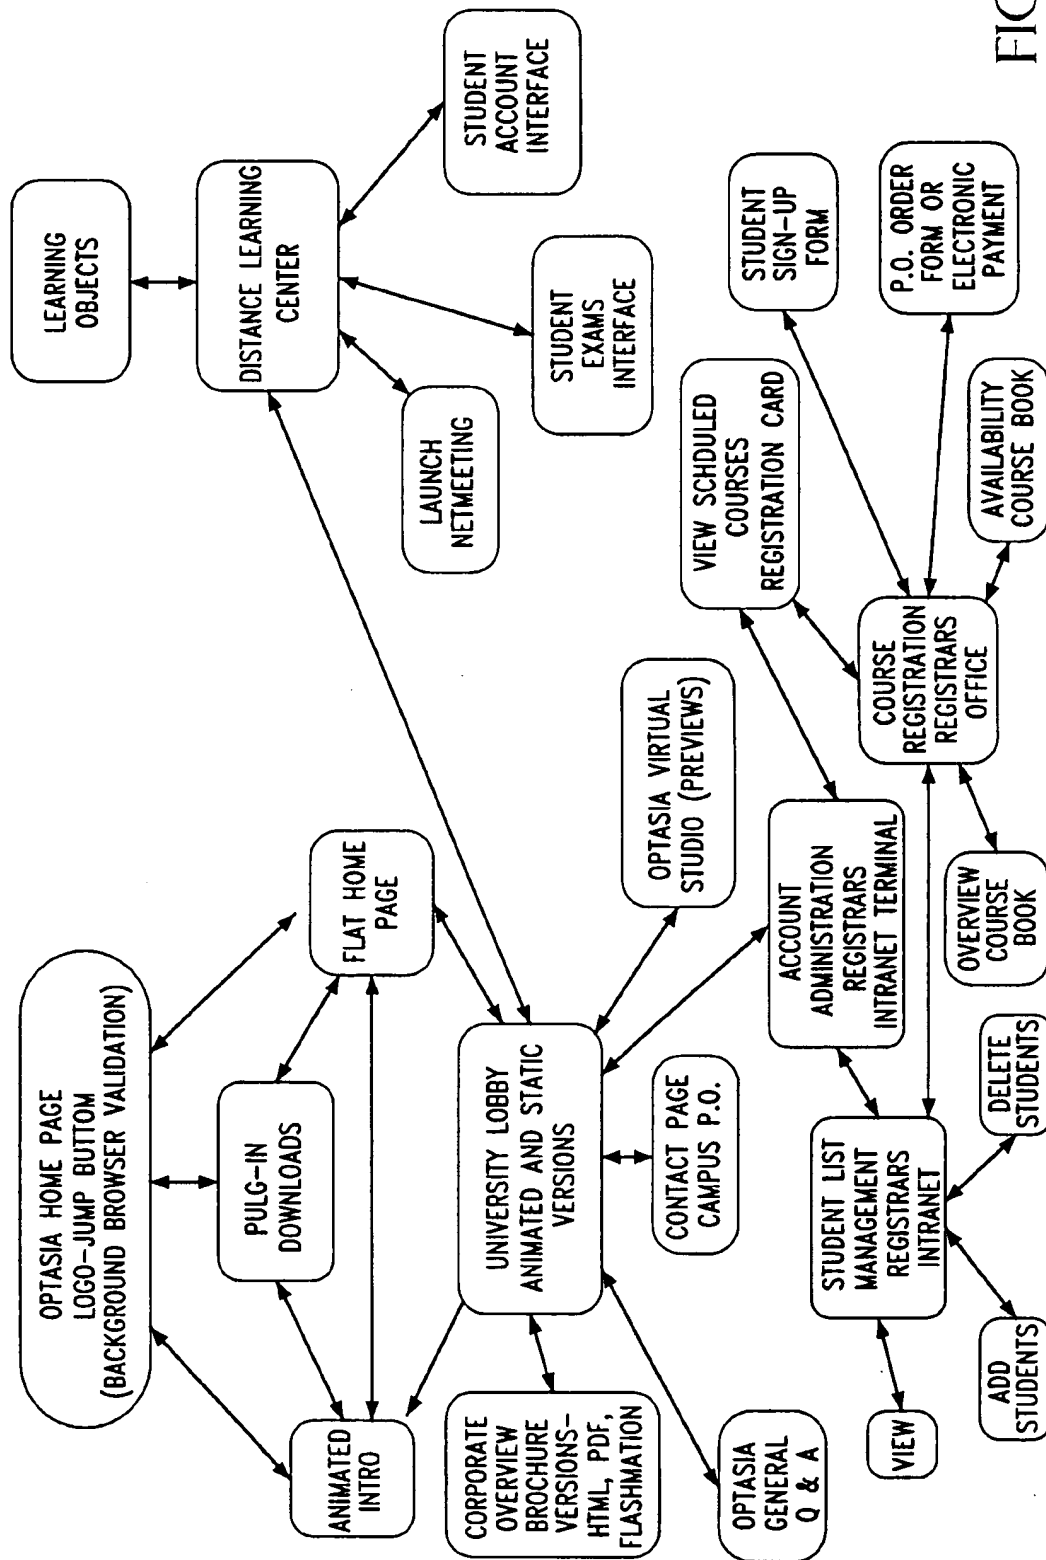 OPTASIA HOME PAGE
LOGO-JUMP BUTTOM
(BACKGROUND BROWSER VALIDATION)
ANIMATED
INTRO
PULG-IN
DOWNLOADS
FLAT HOME
PAGE
UNIVERSITY LOBBY
ANIMATED AND STATIC
VERSIONS
CORPORATE
OVERVIEW
BROCHURE
VERSIONS-
HTML, PDF,
FLASHMATION
OPTASIA
GENERAL
Q & A
CONTACT PAGE
CAMPUS P.O.
OPTASIA VIRTUAL
STUDIO (PREVIEWS)
LEARNING
OBJECTS
DISTANCE LEARNING
CENTER
LAUNCH
NETMEETING
STUDENT
EXAMS
INTERFACE
STUDENT
ACCOUNT
INTERFACE
ACCOUNT
ADMINISTRATION
REGISTRARS
INTRANET TERMINAL
VIEW SCHDULED
COURSES
REGISTRATION CARD
STUDENT LIST
MANAGEMENT
REGISTRARS
INTRANET
VIEW
ADD
STUDENTS
DELETE
STUDENTS
COURSE
REGISTRATION
REGISTRARS
OFFICE
OVERVIEW
COURSE
BOOK
AVAILABILITY
COURSE BOOK
STUDENT
SIGN-UP
FORM
P.O. ORDER
FORM OR
ELECTRONIC
PAYMENT